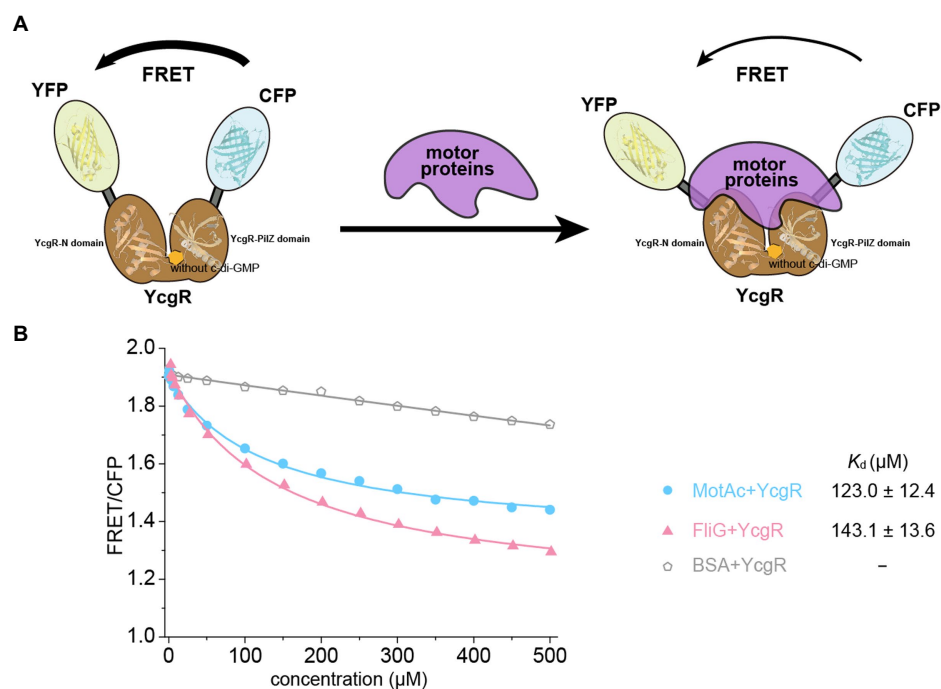 A
FRET
YFP
CFP
YcgR-N domain
YcgR-PilZ domain
without c-di-GMP
YcgR
motor
proteins
FRET
YFP
CFP
motor
proteins
YcgR-N domain
YcgR-PilZ domain
without c-di-GMP
YcgR
B
FRET/CFP
2.0
1.8
1.6
1.4
1.2
1.0
0
100
200
300
400
500
concentration (μM)
Kd (μM)
MotAc+YcgR 123.0 ± 12.4
FliG+YcgR 143.1 ± 13.6
BSA+YcgR –